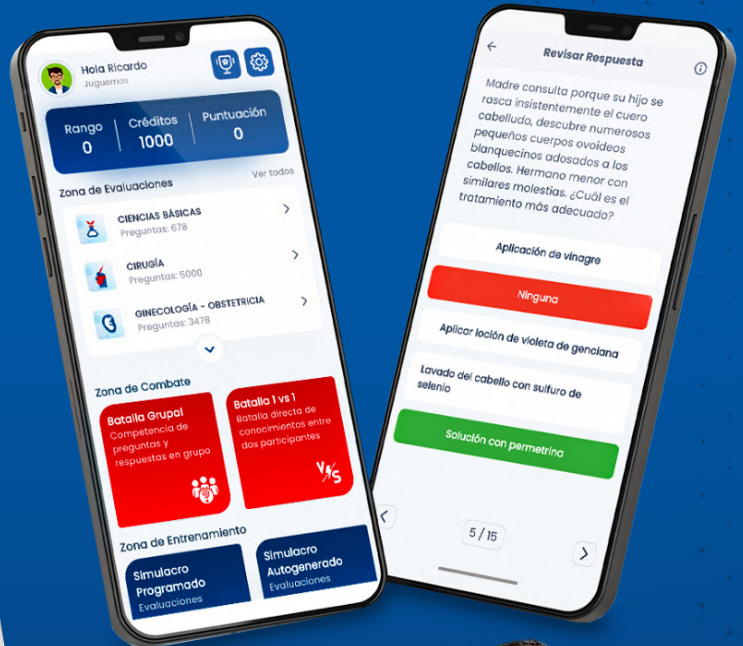 Hola Ricardo
Juguemos
Rango
0
Créditos
1000
Puntuación
0
Zona de Evaluaciones
Ver todos
CIENCIAS BÁSICAS
Preguntas: 678
CIRUGÍA
Preguntas: 5000
GINECOLOGÍA - OBSTETRICIA
Preguntas: 3478
Zona de Combate
Batalla Grupal
Competencia de
preguntas y
respuestas en grupo
Batalla 1 vs 1
Batalla directa de
conocimientos entre
dos participantes
VS
Zona de Entrenamiento
Simulacro
Programado
Evaluaciones
Simulacro
Autogenerado
Evaluaciones
Revisar Respuesta
Madre consulta porque su hijo se
rasca insistentemente el cuero
cabelludo, descubre numerosos
pequeños cuerpos ovoideos
blanquecinos adosados a los
cabellos. Hermano menor con
similares molestias. ¿Cuál es el
tratamiento más adecuado?
Aplicación de vinagre
Ninguna
Aplicar loción de violeta de genciana
Lavado del cabello con sulfuro de
selenio
Solución con permetrina
5 / 15